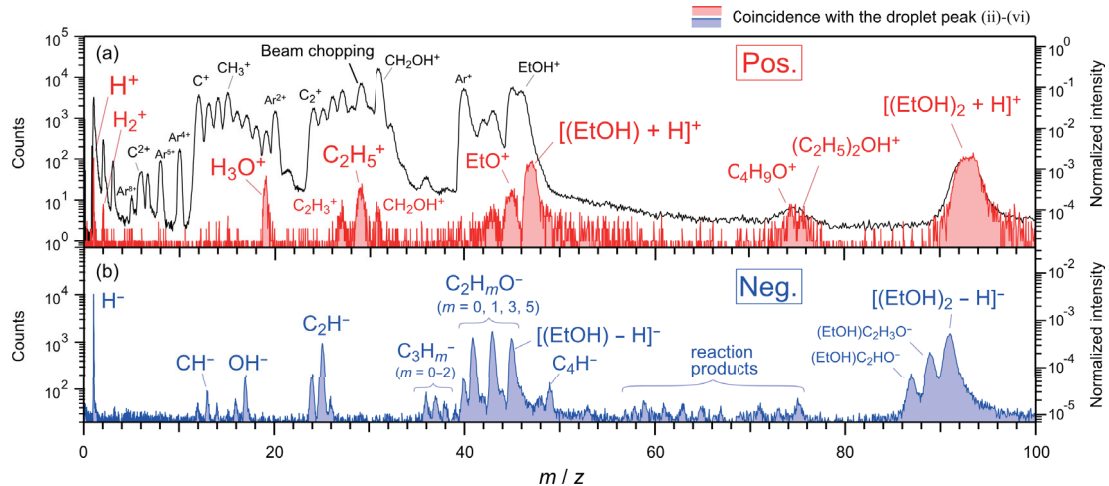 Coincidence with the droplet peak (ii)-(vi)
(a)
Pos.
Beam chopping
H⁺
H₂⁺
Ar⁸⁺
C²⁺
Ar⁵⁺
Ar⁴⁺
C⁺
CH₃⁺
Ar²⁺
C₂⁺
CH₂OH⁺
Ar⁺
EtOH⁺
H₃O⁺
C₂H₃⁺
C₂H₅⁺
CH₂OH⁺
EtO⁺
[(EtOH) + H]⁺
C₄H₉O⁺
(C₂H₅)₂OH⁺
[(EtOH)₂ + H]⁺
Counts
10⁵
10⁴
10³
10²
10¹
10⁰
Normalized intensity
10⁰
10⁻¹
10⁻²
10⁻³
10⁻⁴
(b)
Neg.
H⁻
CH⁻
OH⁻
C₂H⁻
C₃Hₘ⁻
(m = 0–2)
C₂HₘO⁻
(m = 0, 1, 3, 5)
[(EtOH) – H]⁻
C₄H⁻
reaction
products
(EtOH)C₂H₃O⁻
(EtOH)C₂HO⁻
[(EtOH)₂ – H]⁻
Counts
10⁴
10³
10²
Normalized intensity
10⁻²
10⁻³
10⁻⁴
10⁻⁵
0 20 40 60 80 100
m / z